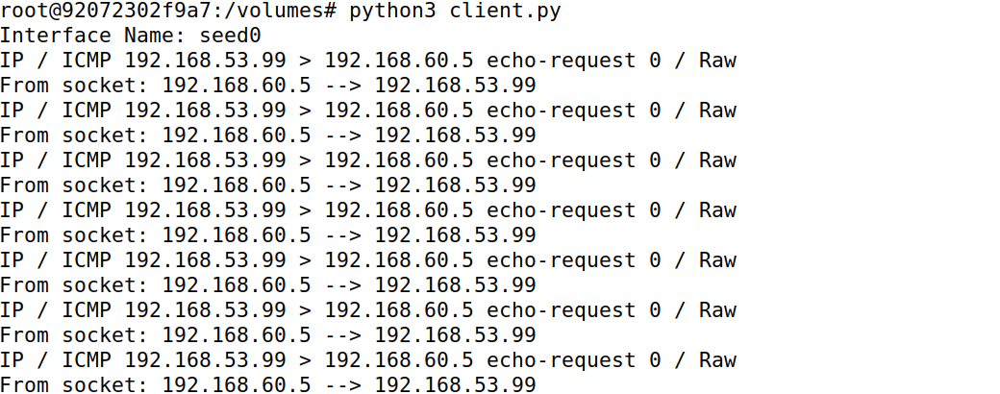 root@92072302f9a7:/volumes# python3 client.py
Interface Name: seed0
IP / ICMP 192.168.53.99 > 192.168.60.5 echo-request 0 / Raw
From socket: 192.168.60.5 --> 192.168.53.99
IP / ICMP 192.168.53.99 > 192.168.60.5 echo-request 0 / Raw
From socket: 192.168.60.5 --> 192.168.53.99
IP / ICMP 192.168.53.99 > 192.168.60.5 echo-request 0 / Raw
From socket: 192.168.60.5 --> 192.168.53.99
IP / ICMP 192.168.53.99 > 192.168.60.5 echo-request 0 / Raw
From socket: 192.168.60.5 --> 192.168.53.99
IP / ICMP 192.168.53.99 > 192.168.60.5 echo-request 0 / Raw
From socket: 192.168.60.5 --> 192.168.53.99
IP / ICMP 192.168.53.99 > 192.168.60.5 echo-request 0 / Raw
From socket: 192.168.60.5 --> 192.168.53.99
IP / ICMP 192.168.53.99 > 192.168.60.5 echo-request 0 / Raw
From socket: 192.168.60.5 --> 192.168.53.99